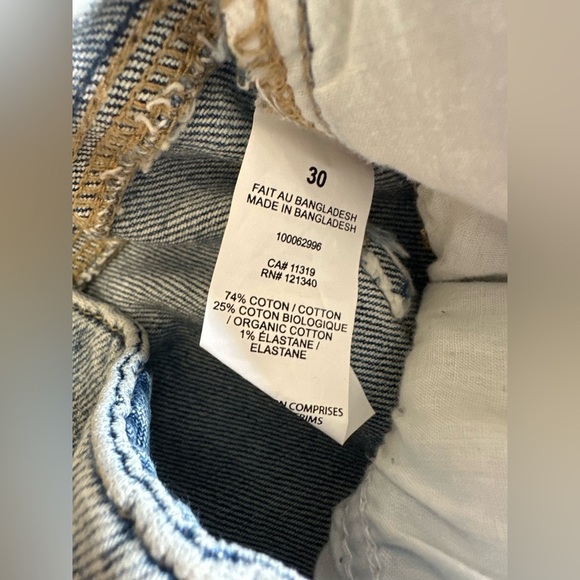 30
FAIT AU BANGLADESH
MADE IN BANGLADESH
100062996
CA# 11319
RN# 121340
74% COTON / COTTON
25% COTON BIOLOGIQUE
/ ORGANIC COTTON
1% ÉLASTANE /
ELASTANE
COMPRISES